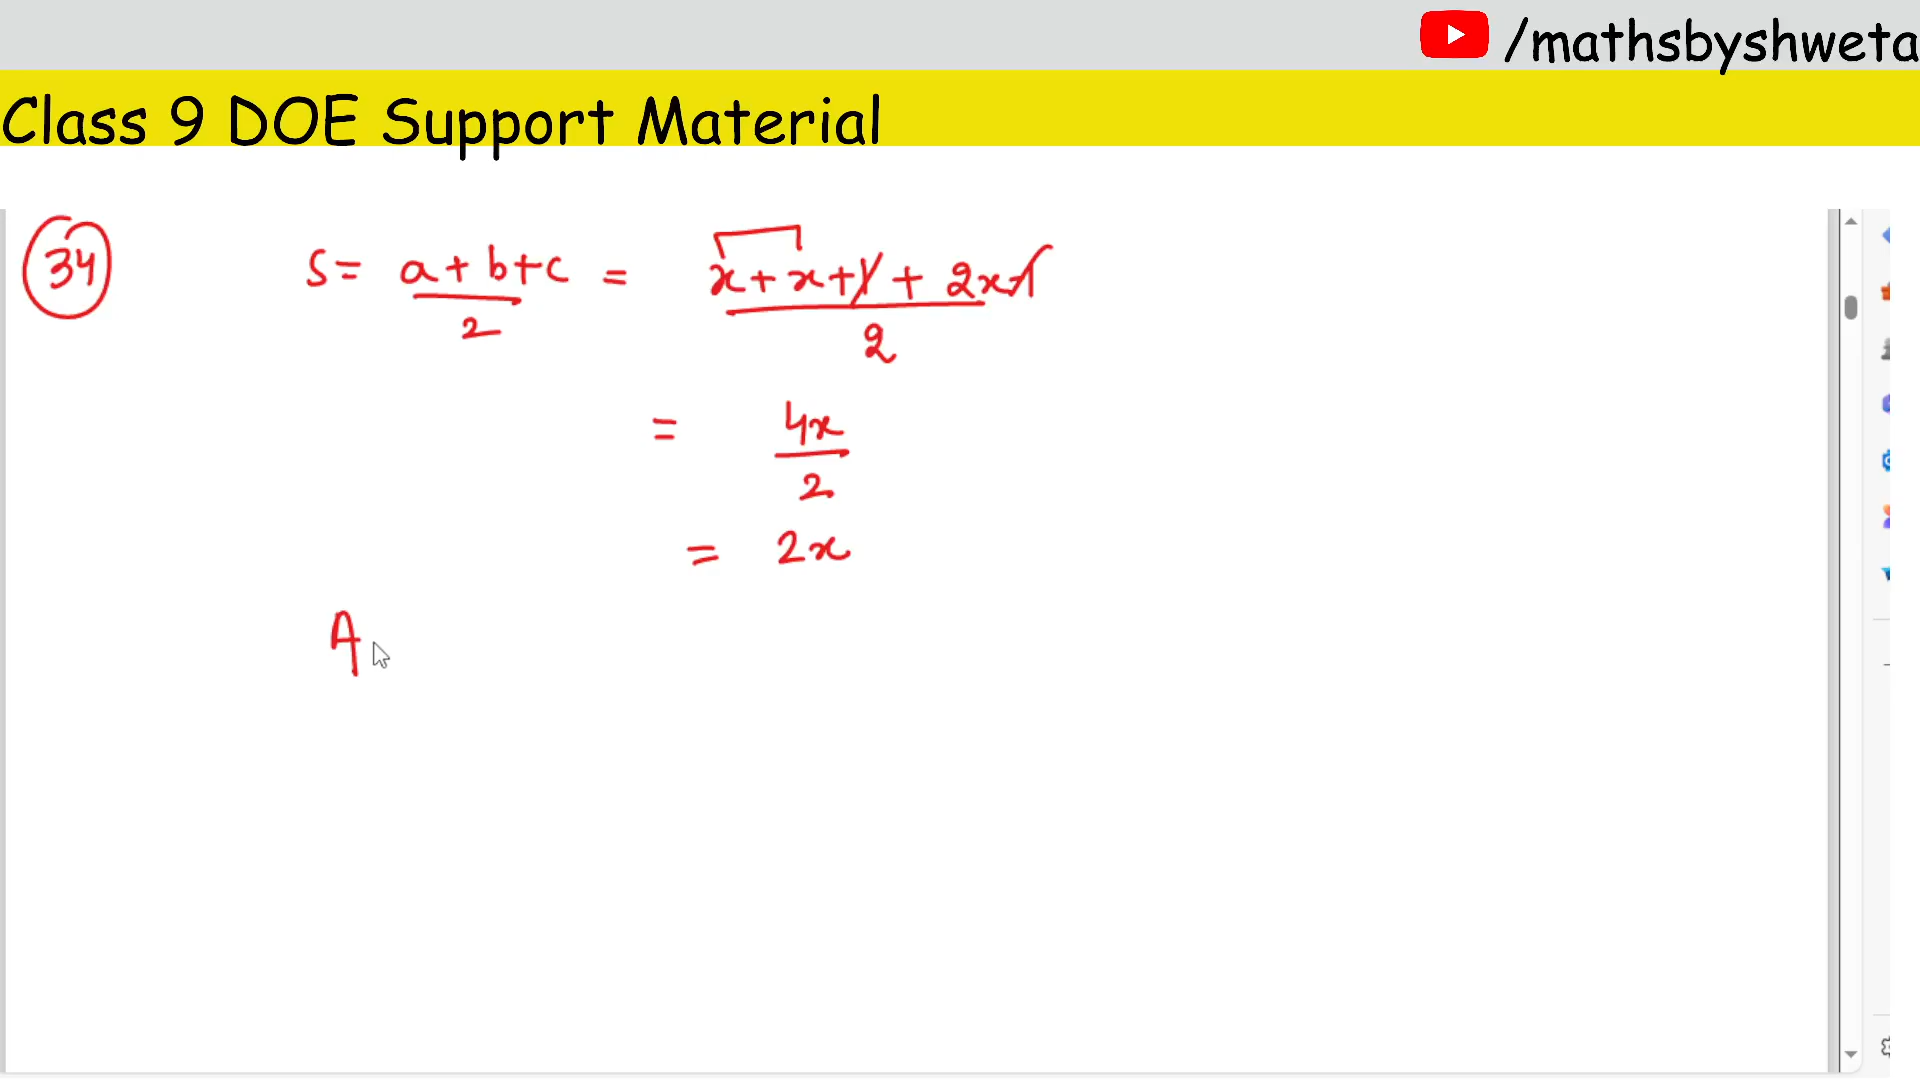 /mathsbyshweta
Class 9 DOE Support Material
34
S = a+b+c / 2 = x+x+1+2x-1 / 2
= 4x / 2
= 2x
A